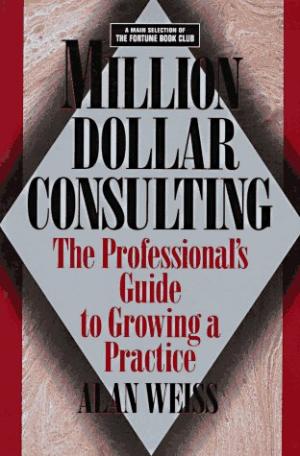 A MAIN SELECTION OF
THE FORTUNE BOOK CLUB
MILLION
DOLLAR
CONSULTING
The Professional's
Guide
to Growing a
Practice
ALAN WEISS